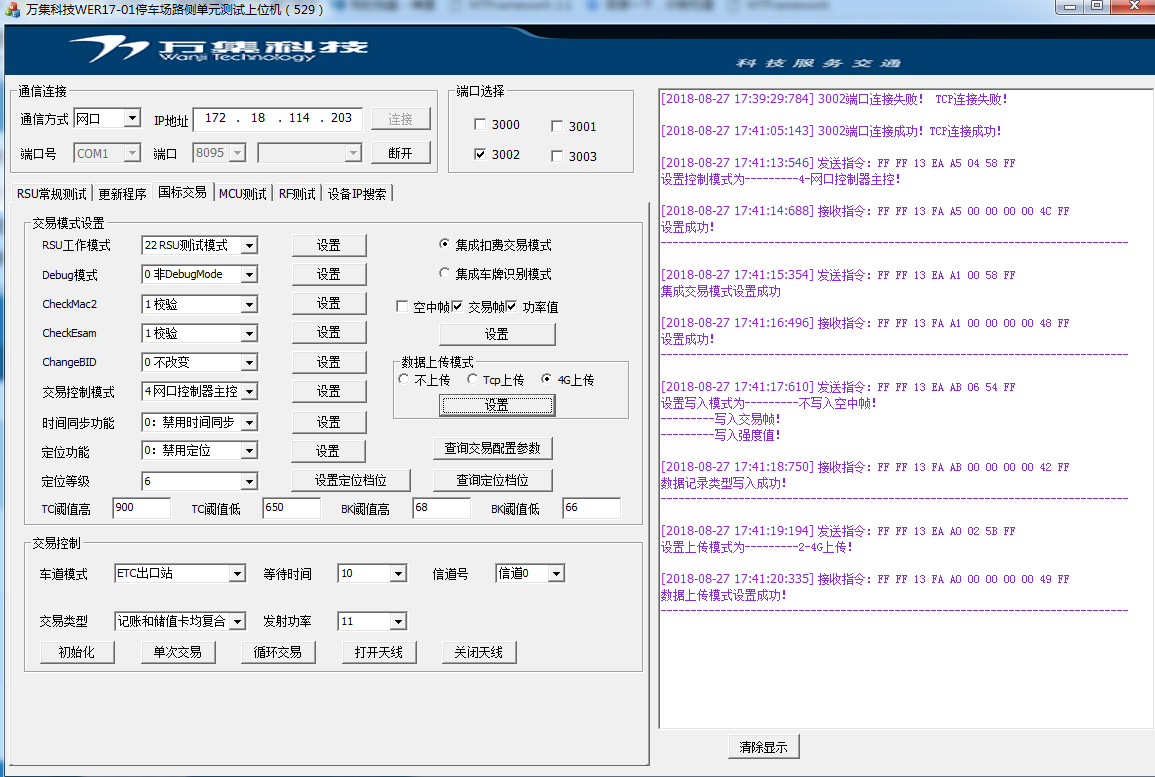 万集科技WER17-01停车场路侧单元测试上位机（529）
万集科技
Wanji Technology
科技服务交通
通信连接
通信方式 网口 IP地址 172 . 18 . 114 . 203 连接
端口号 COM1 端口 8095 断开
端口选择
3000 3001
3002 3003
RSU常规测试 更新程序 国标交易 MCU测试 RF测试 设备IP搜索
交易模式设置
RSU工作模式 22 RSU测试模式 设置 集成扣费交易模式
Debug模式 0 非DebugMode 设置 集成车牌识别模式
CheckMac2 1 校验 设置 空中帧 交易帧 功率值
CheckEsam 1 校验 设置 设置
ChangeBID 0 不改变 设置 数据上传模式
不上传 Tcp上传 4G上传
交易控制模式 4 网口控制器主控 设置 设置
时间同步功能 0：禁用时间同步 设置
定位功能 0：禁用定位 设置 查询交易配置参数
定位等级 6 设置定位档位 查询定位档位
TC阈值高 900 TC阈值低 650 BK阈值高 68 BK阈值低 66
交易控制
车道模式 ETC出口站 等待时间 10 信道号 信道0
交易类型 记账和储值卡均复合 发射功率 11
初始化 单次交易 循环交易 打开天线 关闭天线
[2018-08-27 17:39:29:784] 3002端口连接失败! TCP连接失败!
[2018-08-27 17:41:05:143] 3002端口连接成功! TCP连接成功!
[2018-08-27 17:41:13:546] 发送指令: FF FF 13 EA A5 04 58 FF
设置控制模式为---------4-网口控制器主控!
[2018-08-27 17:41:14:688] 接收指令: FF FF 13 FA A5 00 00 00 00 4C FF
设置成功!
------------------------------------------------------------------------------
[2018-08-27 17:41:15:354] 发送指令: FF FF 13 EA A1 00 58 FF
集成交易模式设置成功
[2018-08-27 17:41:16:496] 接收指令: FF FF 13 FA A1 00 00 00 00 48 FF
设置成功!
------------------------------------------------------------------------------
[2018-08-27 17:41:17:610] 发送指令: FF FF 13 EA AB 06 54 FF
设置写入模式为---------不写入空中帧!
---------写入交易帧!
---------写入强度值!
[2018-08-27 17:41:18:750] 接收指令: FF FF 13 FA AB 00 00 00 00 42 FF
数据记录类型写入成功!
------------------------------------------------------------------------------
[2018-08-27 17:41:19:194] 发送指令: FF FF 13 EA A0 02 5B FF
设置上传模式为---------2-4G上传!
[2018-08-27 17:41:20:335] 接收指令: FF FF 13 FA A0 00 00 00 00 49 FF
数据上传模式设置成功!
------------------------------------------------------------------------------
清除显示